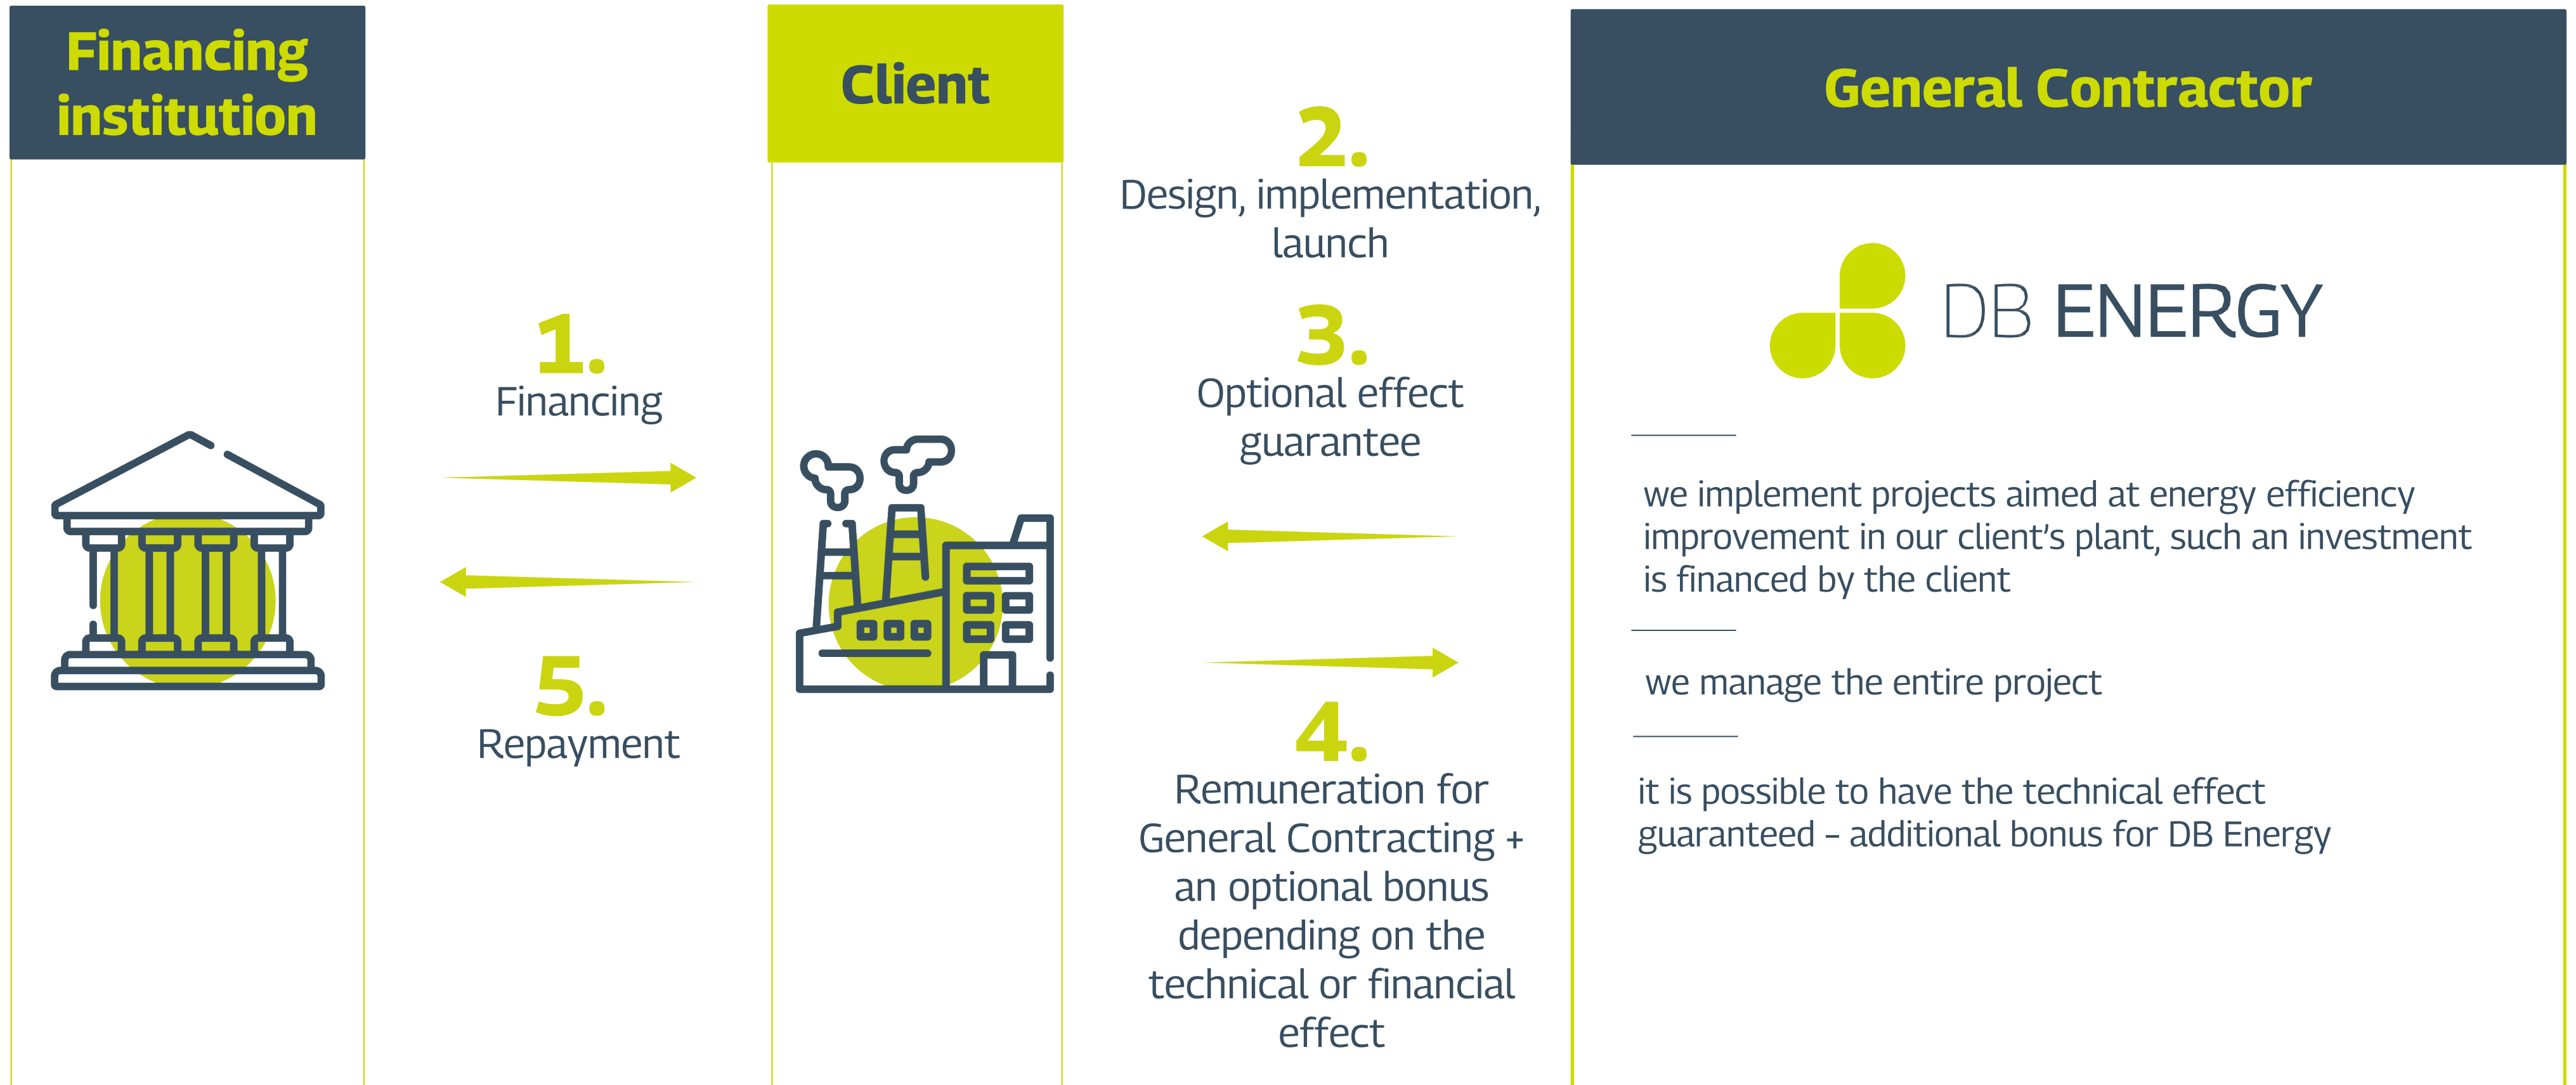 Financing
institution
1.
Financing
5.
Repayment
Client
2.
Design, implementation,
launch
3.
Optional effect
guarantee
4.
Remuneration for
General Contracting +
an optional bonus
depending on the
technical or financial
effect
General Contractor
DB ENERGY
we implement projects aimed at energy efficiency
improvement in our client’s plant, such an investment
is financed by the client
we manage the entire project
it is possible to have the technical effect
guaranteed – additional bonus for DB Energy